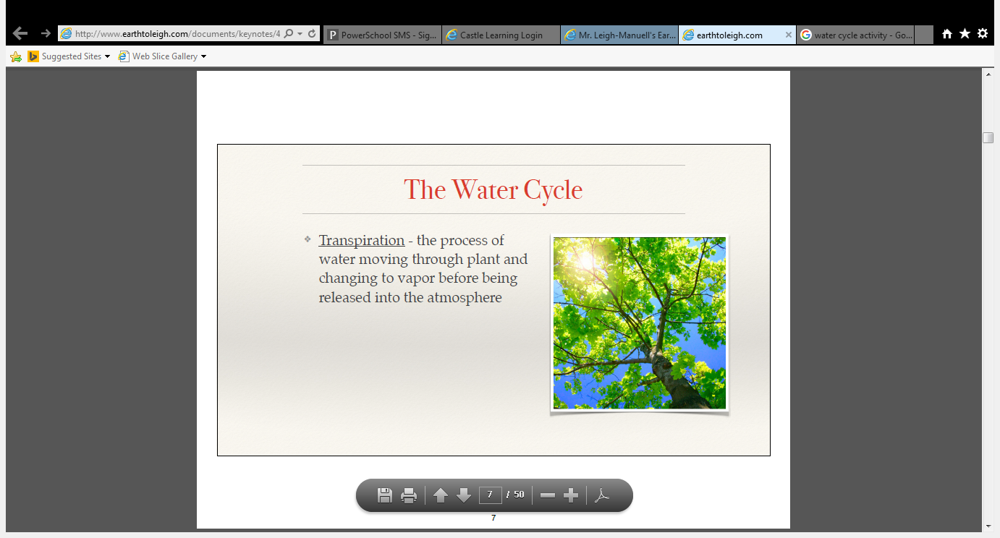 http://www.earthtoleigh.com/documents/keynotes/4
PowerSchool SMS - Sig...
Castle Learning Login
Mr. Leigh-Manuell's Ear...
earthtoleigh.com
water cycle activity - Go...
Suggested Sites
Web Slice Gallery
The Water Cycle
Transpiration - the process of
water moving through plant and
changing to vapor before being
released into the atmosphere
7 / 50
7